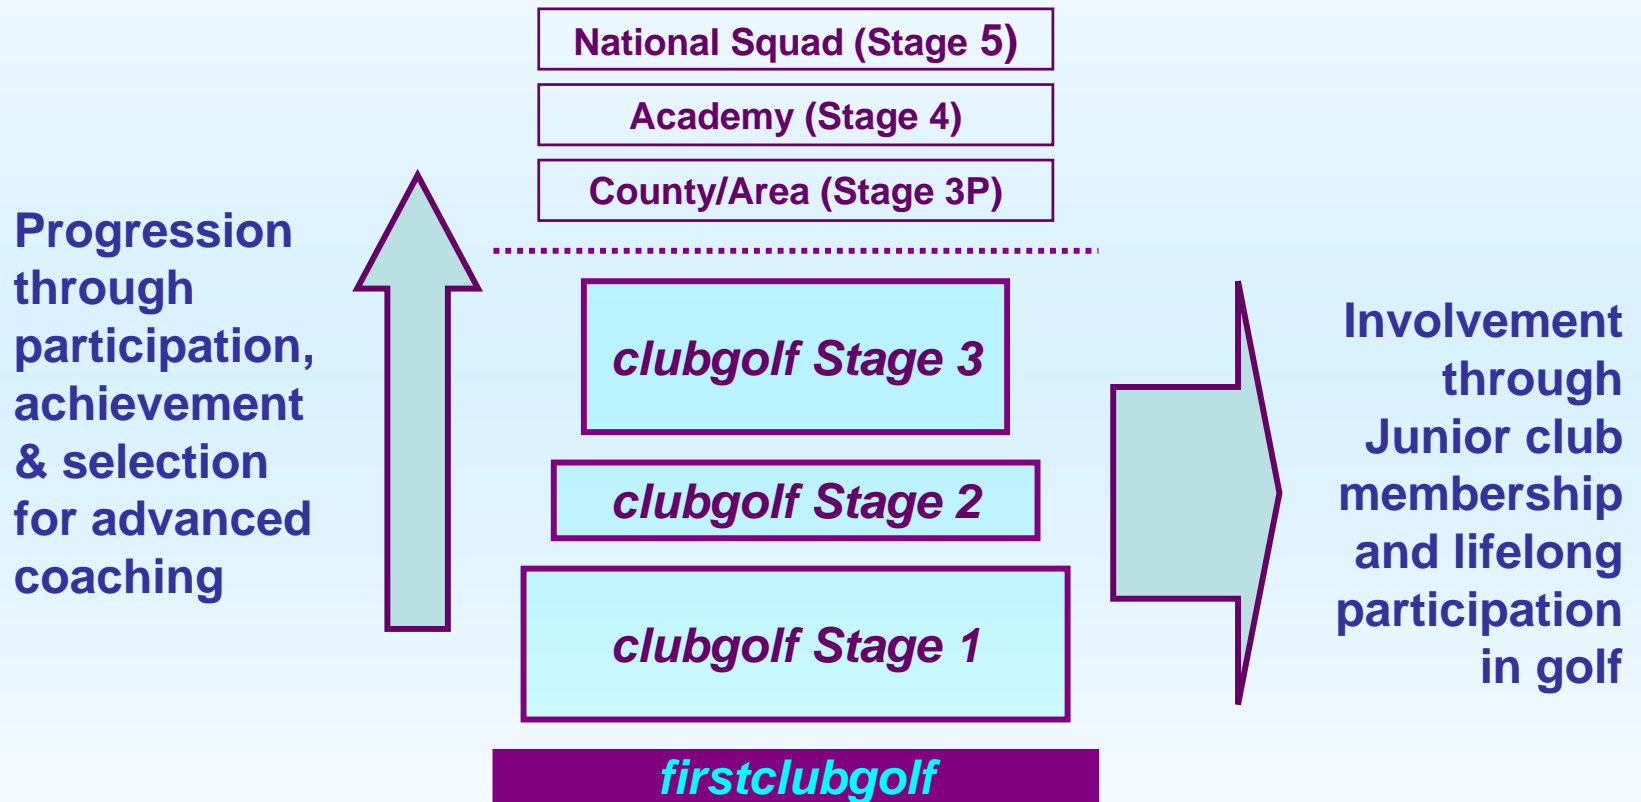 National Squad (Stage 5)
Academy (Stage 4)
County/Area (Stage 3P)
Progression
through
participation,
achievement
& selection
for advanced
coaching
clubgolf Stage 3
clubgolf Stage 2
clubgolf Stage 1
firstclubgolf
Involvement
through
Junior club
membership
and lifelong
participation
in golf